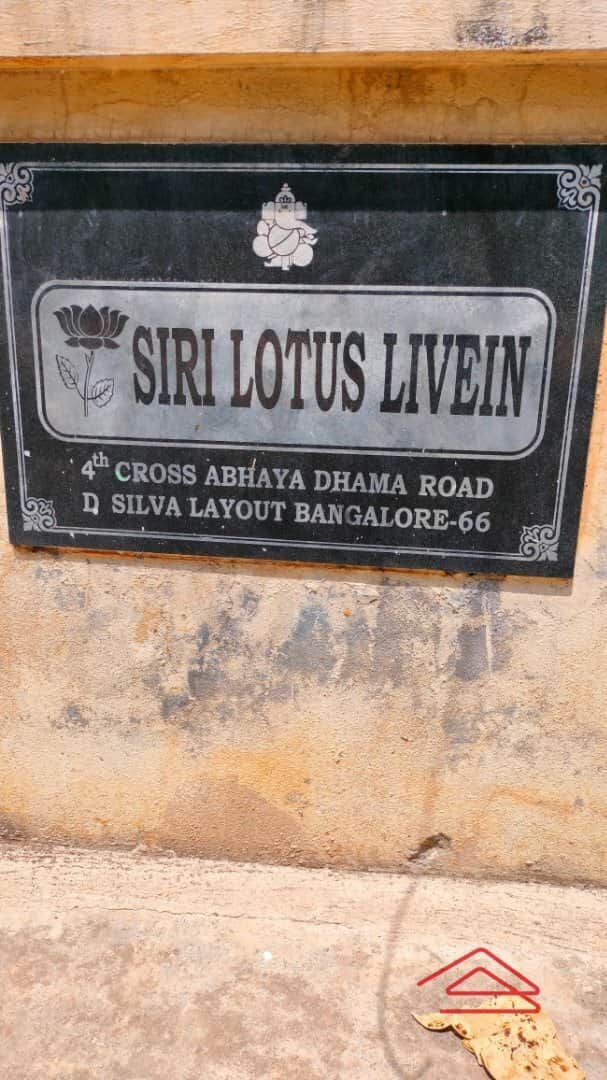 SIRI LOTUS LIVEIN
4th CROSS ABHAYA DHAMA ROAD
D, SILVA LAYOUT BANGALORE-66